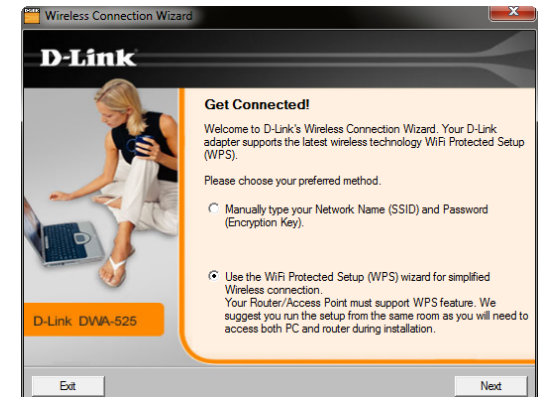 Wireless Connection Wizard
D-Link
Get Connected!
Welcome to D-Link's Wireless Connection Wizard. Your D-Link
adapter supports the latest wireless technology WiFi Protected Setup
(WPS).
Please choose your preferred method.
Manually type your Network Name (SSID) and Password
(Encryption Key).
Use the WiFi Protected Setup (WPS) wizard for simplified
Wireless connection.
Your Router/Access Point must support WPS feature. We
suggest you run the setup from the same room as you will need to
access both PC and router during installation.
D-Link DWA-525
Exit
Next